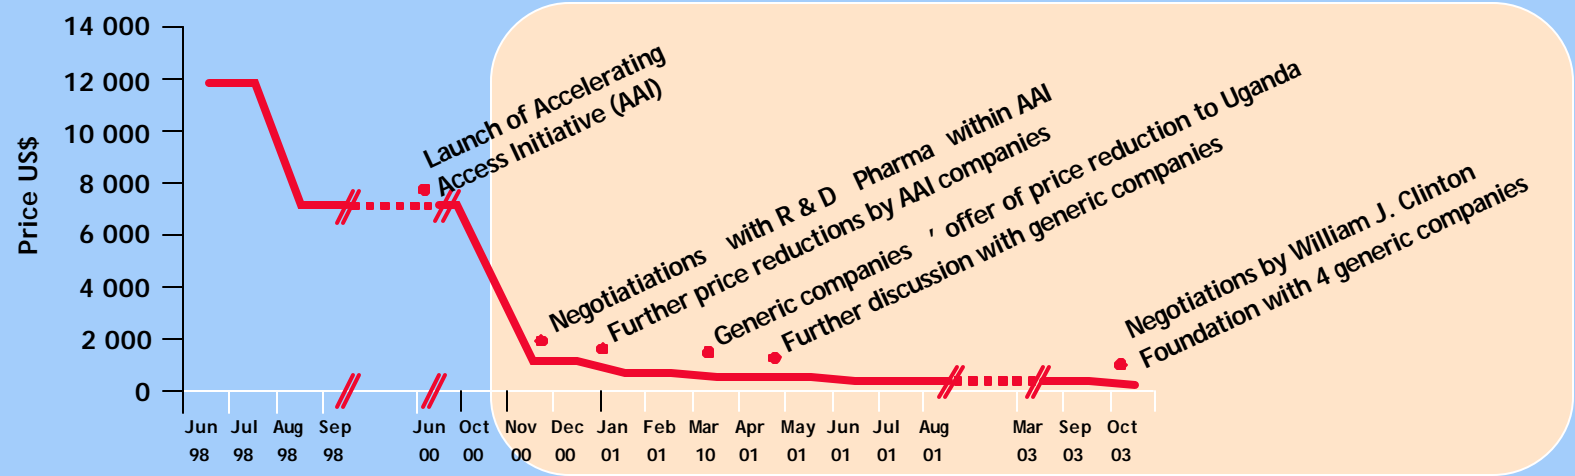 14 000
12 000
10 000
8 000
6 000
4 000
2 000
0
Price US$
Launch of Accelerating
Access Initiative (AAI)
Negotiatiations with R & D Pharma within AAI
Further price reductions by AAI companies
Generic companies ’ offer of price reduction to Uganda
Further discussion with generic companies
Negotiations by William J. Clinton
Foundation with 4 generic companies
Jun Jul Aug Sep Jun Oct Nov Dec Jan Feb Mar Apr May Jun Jul Aug Mar Sep Oct
98 98 98 98 00 00 00 00 01 01 10 01 01 01 01 01 03 03 03